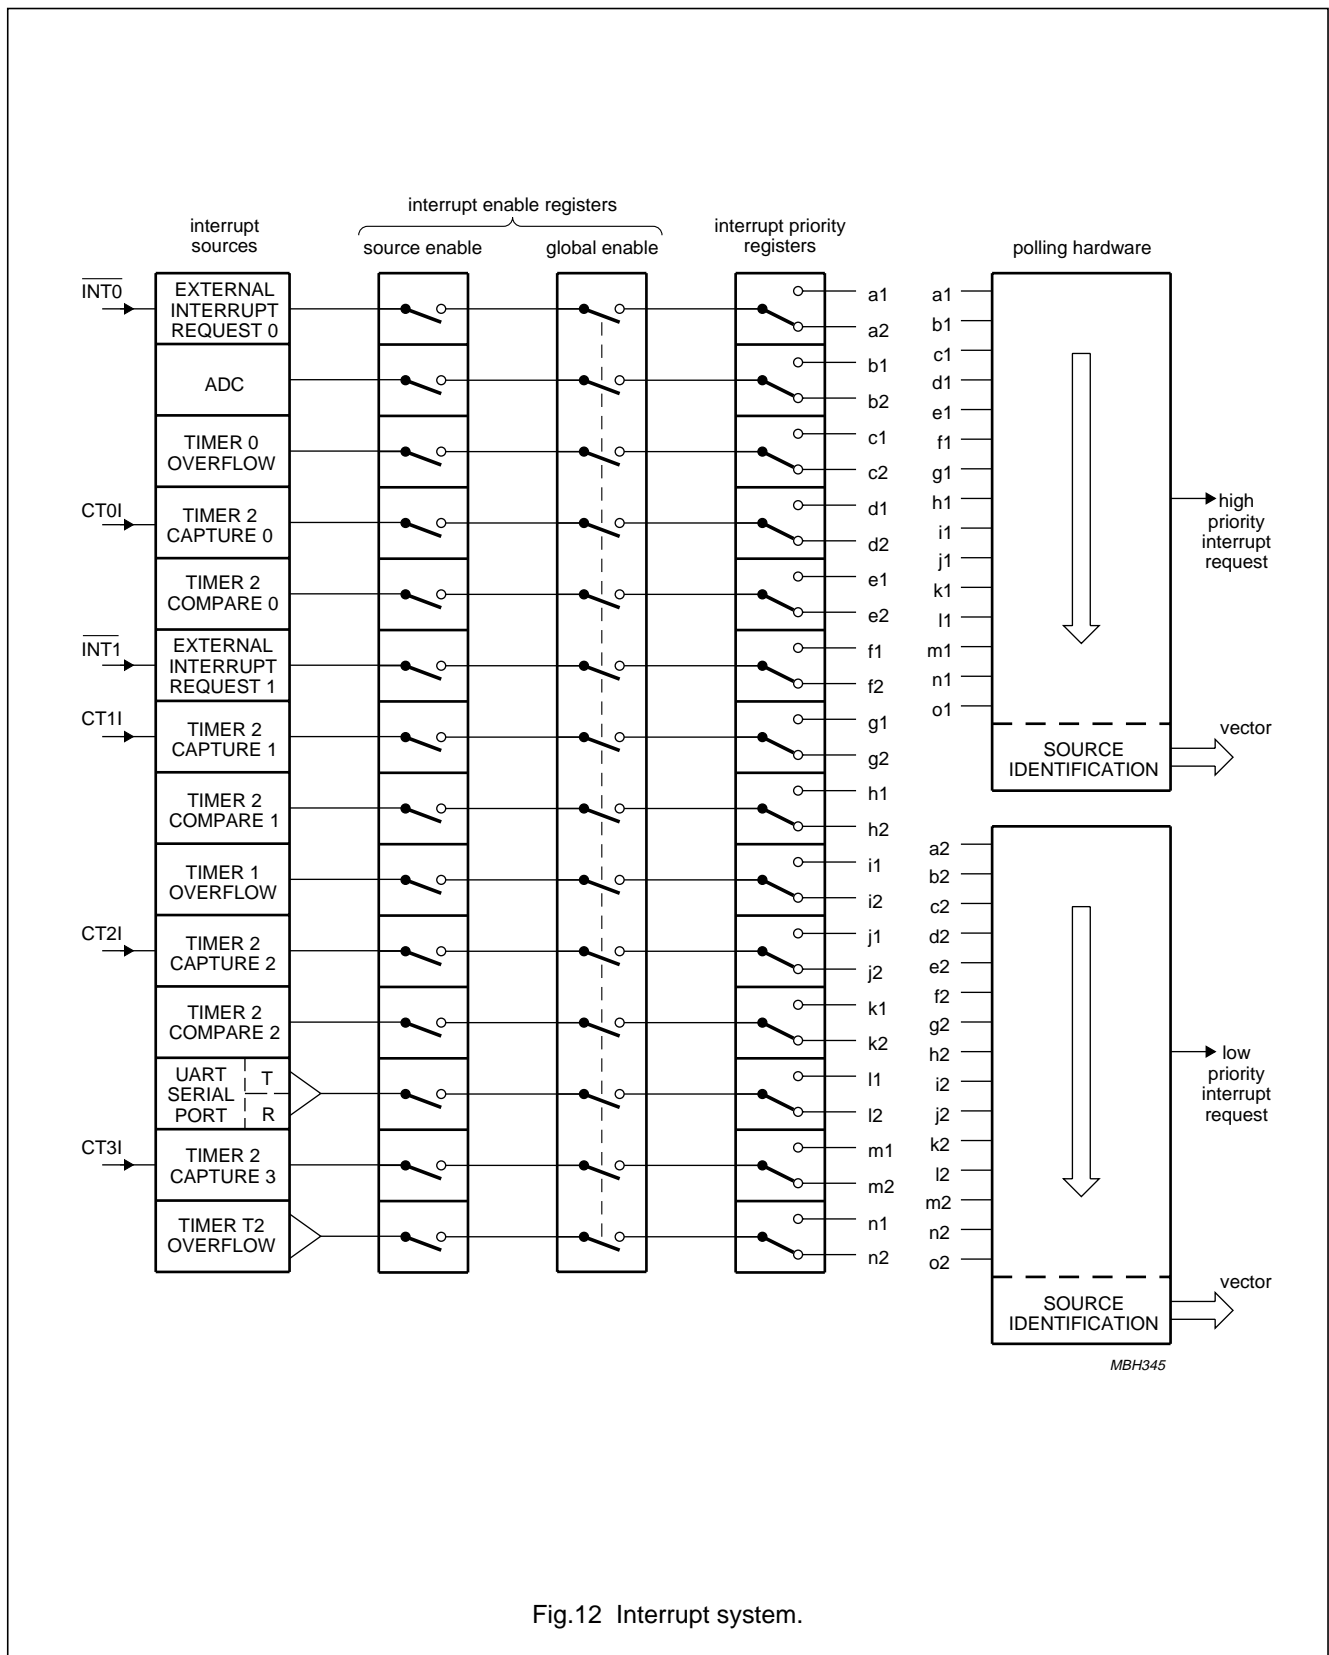 interrupt enable registers
interrupt
sources
source enable
global enable
interrupt priority
registers
polling hardware
INT0
EXTERNAL
INTERRUPT
REQUEST 0
ADC
TIMER 0
OVERFLOW
CT0I
TIMER 2
CAPTURE 0
TIMER 2
COMPARE 0
INT1
EXTERNAL
INTERRUPT
REQUEST 1
CT1I
TIMER 2
CAPTURE 1
TIMER 2
COMPARE 1
TIMER 1
OVERFLOW
CT2I
TIMER 2
CAPTURE 2
TIMER 2
COMPARE 2
UART
SERIAL
PORT
T
R
CT3I
TIMER 2
CAPTURE 3
TIMER T2
OVERFLOW
a1
a2
b1
b2
c1
c2
d1
d2
e1
e2
f1
f2
g1
g2
h1
h2
i1
i2
j1
j2
k1
k2
l1
l2
m1
m2
n1
n2
a1
b1
c1
d1
e1
f1
g1
h1
i1
j1
k1
l1
m1
n1
o1
high
priority
interrupt
request
SOURCE
IDENTIFICATION
vector
a2
b2
c2
d2
e2
f2
g2
h2
i2
j2
k2
l2
m2
n2
o2
low
priority
interrupt
request
SOURCE
IDENTIFICATION
vector
MBH345
Fig.12 Interrupt system.